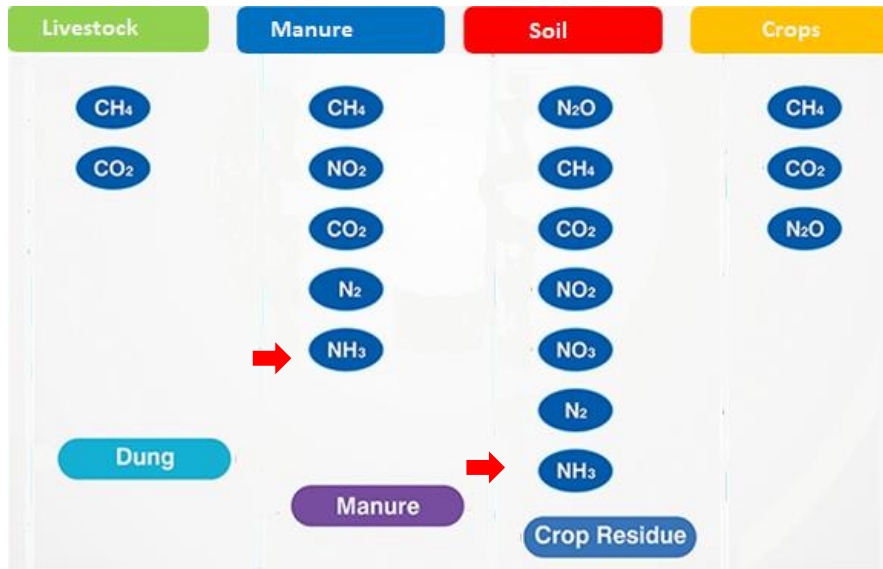 Livestock
Manure
Soil
Crops
CH₄
CO₂
CH₄
NO₂
CO₂
N₂
NH₃
N₂O
CH₄
CO₂
NO₂
NO₃
N₂
NH₃
CH₄
CO₂
N₂O
Dung
Manure
Crop Residue